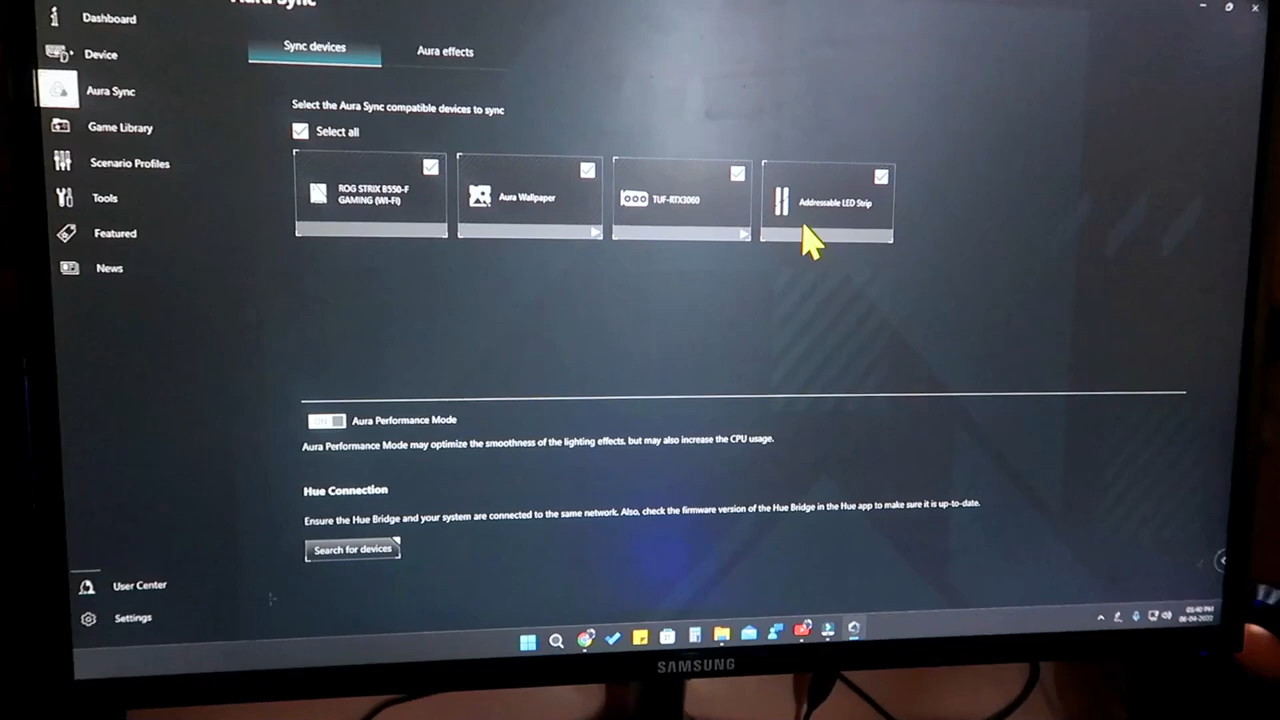 Aura Sync
Dashboard
Device
Aura Sync
Game Library
Scenario Profiles
Tools
Featured
News
User Center
Settings
Sync devices
Aura effects
Select the Aura Sync compatible devices to sync
Select all
ROG STRIX B550-F
GAMING (WI-FI)
Aura Wallpaper
TUF-RTX3060
Addressable LED Strip
ON
Aura Performance Mode
Aura Performance Mode may optimize the smoothness of the lighting effects, but may also increase the CPU usage.
Hue Connection
Ensure the Hue Bridge and your system are connected to the same network. Also, check the firmware version of the Hue Bridge in the Hue app to make sure it is up-to-date.
Search for devices
SAMSUNG